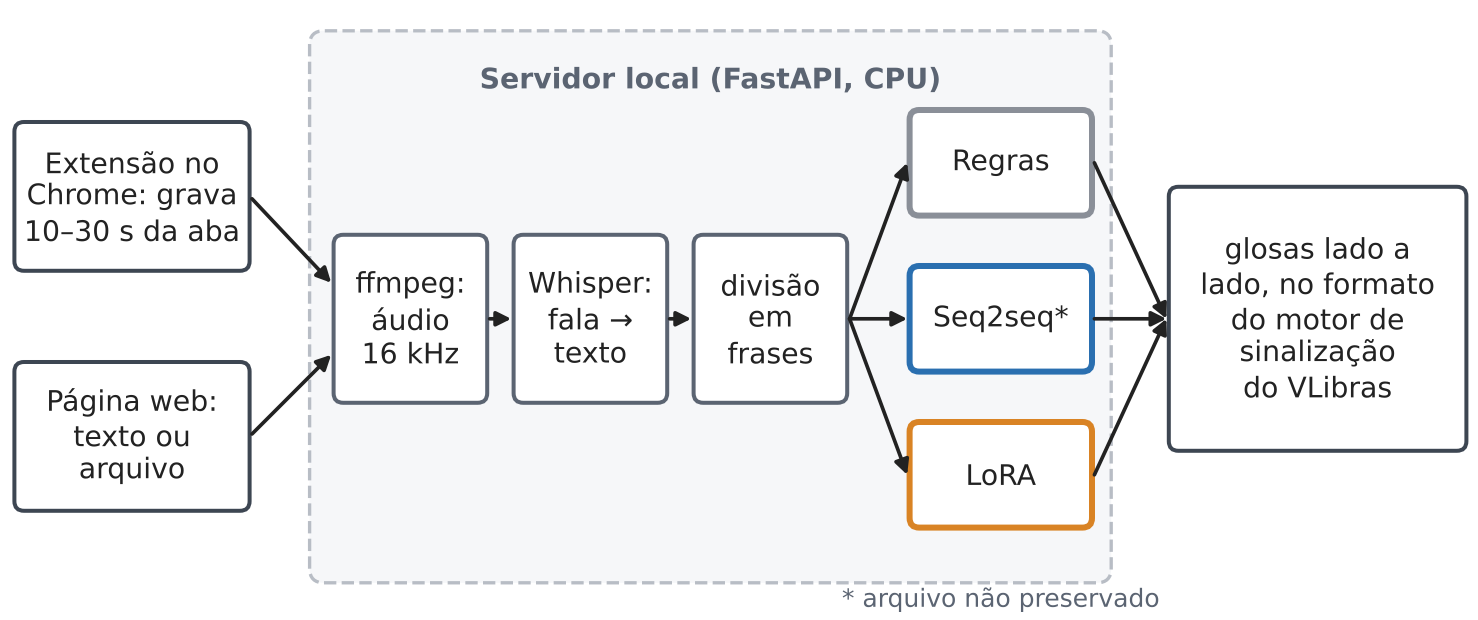 Servidor local (FastAPI, CPU)
Extensão no
Chrome: grava
10–30 s da aba
Página web:
texto ou
arquivo
ffmpeg:
áudio
16 kHz
Whisper:
fala →
texto
divisão
em
frases
Regras
Seq2seq*
LoRA
glosas lado a
lado, no formato
do motor de
sinalização
do VLibras
* arquivo não preservado